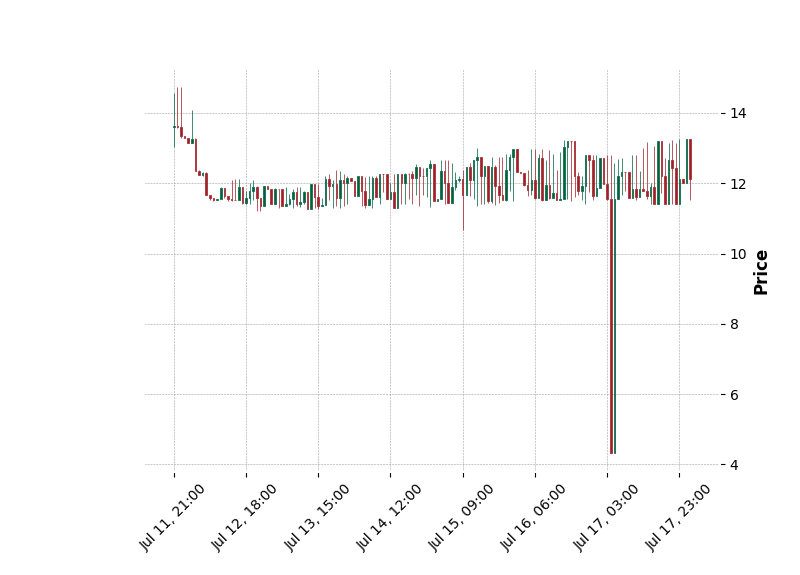 14
12
10
8
6
4
Price
Jul 11, 21:00
Jul 12, 18:00
Jul 13, 15:00
Jul 14, 12:00
Jul 15, 09:00
Jul 16, 06:00
Jul 17, 03:00
Jul 17, 23:00